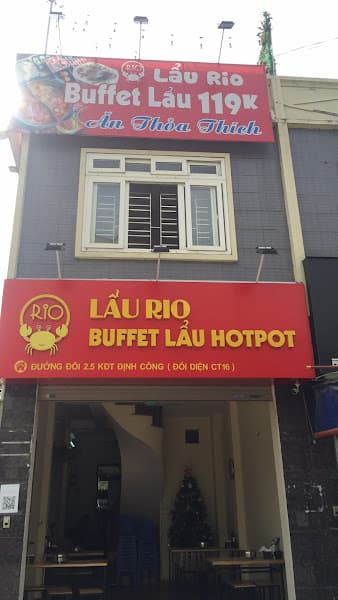 Lẩu Rio
Buffet Lẩu 119K
Ăn Thỏa Thích
RiO
LẨU RIO
BUFFET LẨU HOTPOT
ĐƯỜNG ĐÔI 2.5 KĐT ĐỊNH CÔNG ( ĐỐI DIỆN CT16 )